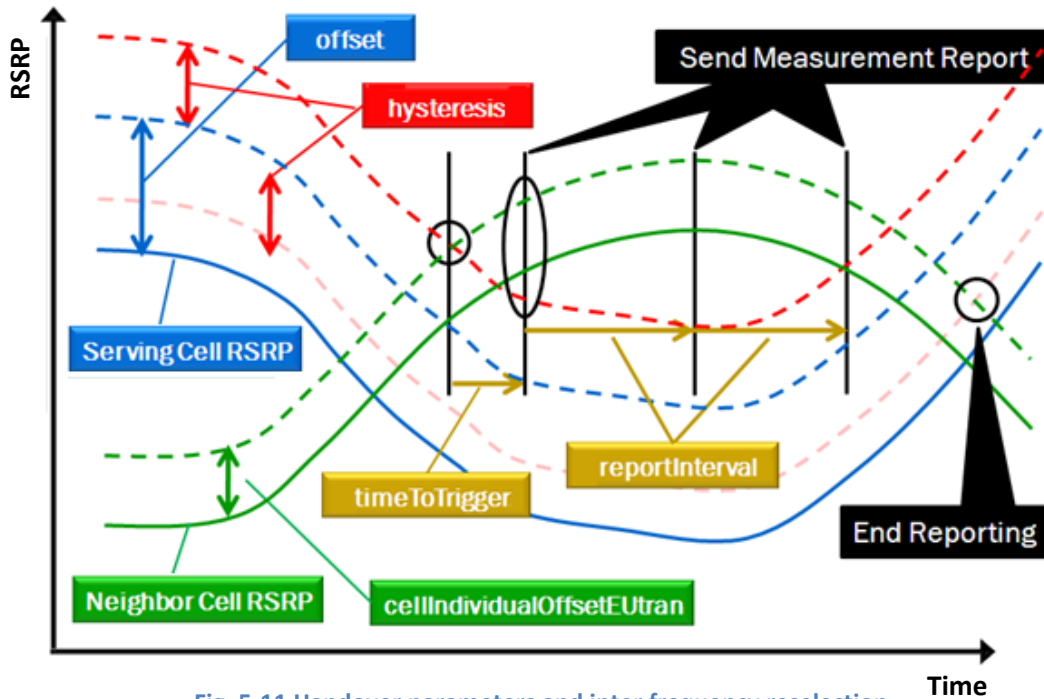 RSRP
offset
Send Measurement Report
hysteresis
Serving Cell RSRP
reportInterval
timeToTrigger
End Reporting
Neighbor Cell RSRP
cellIndividualOffsetEUtran
Time